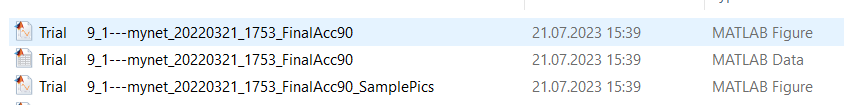 Trial 9_1---mynet_20220321_1753_FinalAcc90 21.07.2023 15:39 MATLAB Figure
Trial 9_1---mynet_20220321_1753_FinalAcc90 21.07.2023 15:39 MATLAB Data
Trial 9_1---mynet_20220321_1753_FinalAcc90_SamplePics 21.07.2023 15:39 MATLAB Figure